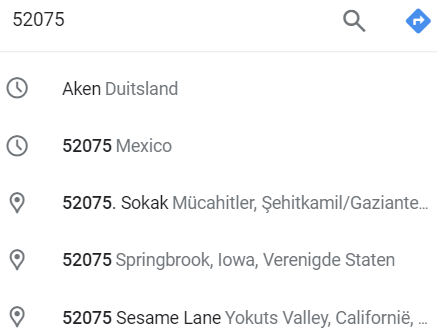 52075
Aken Duitsland
52075 Mexico
52075. Sokak Mücahitler, Şehitkamil/Gaziante...
52075 Springbrook, Iowa, Verenigde Staten
52075 Sesame Lane Yokuts Valley, Californië, ...